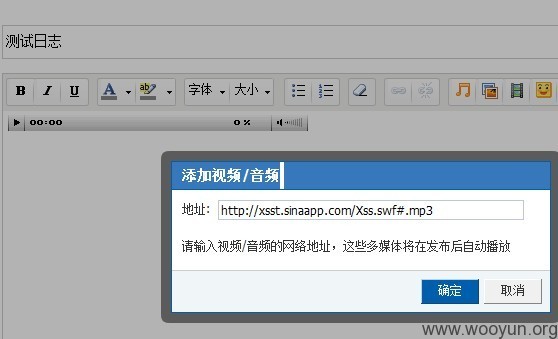 测试日志
B I U A ab 字体 大小
00:00 0%
添加视频/音频
地址: http://xsst.sinaapp.com/Xss.swf#.mp3
请输入视频/音频的网络地址，这些多媒体将在发布后自动播放
确定 取消
www.wooyun.org